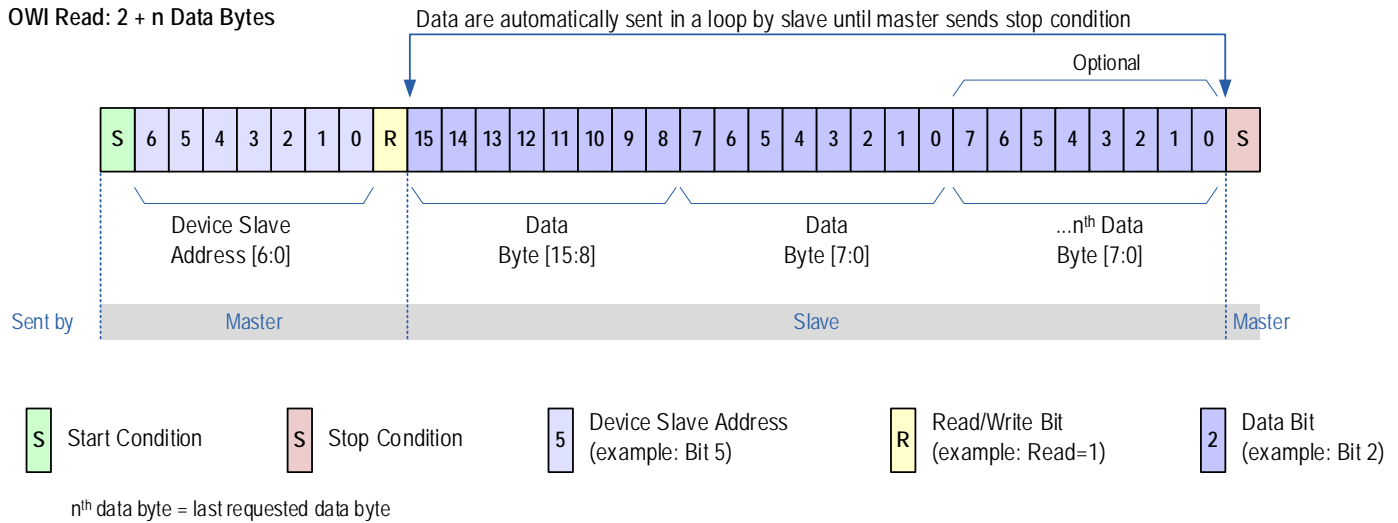 OWI Read: 2 + n Data Bytes
Data are automatically sent in a loop by slave until master sends stop condition
Optional
S 6 5 4 3 2 1 0 R 15 14 13 12 11 10 9 8 7 6 5 4 3 2 1 0 7 6 5 4 3 2 1 0 S
Device Slave
Address [6:0]
Data
Byte [15:8]
Data
Byte [7:0]
...nth Data
Byte [7:0]
Sent by
Master
Slave
Master
S
Start Condition
S
Stop Condition
5
Device Slave Address
(example: Bit 5)
R
Read/Write Bit
(example: Read=1)
2
Data Bit
(example: Bit 2)
nth data byte = last requested data byte